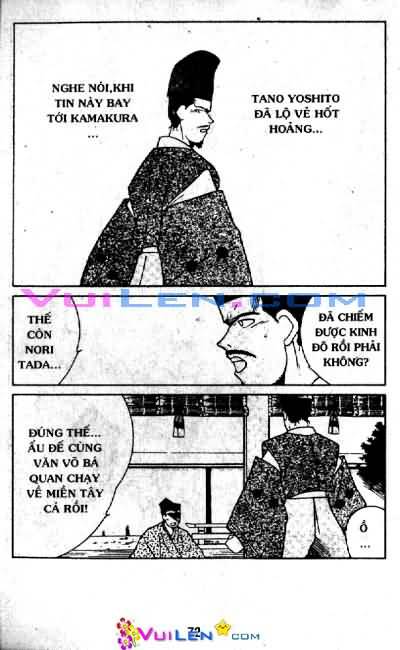 NGHE NÓI,KHI
TIN NÀY BAY
TỚI KAMAKURA
...
TANO YOSHITO
ĐÃ LỘ VẺ HỐT
HOẢNG...
VuiLen.com
THẾ
CÒN
NORI
TADA...
ĐÃ CHIẾM
ĐƯỢC KINH
ĐÔ RỒI PHẢI
KHÔNG?
ĐÚNG THẾ...
ẤU ĐẾ CÙNG
VĂN VÕ BÁ
QUAN CHẠY
VỀ MIỀN TÂY
CẢ RỒI!
Ồ
...
72
VuiLen.com